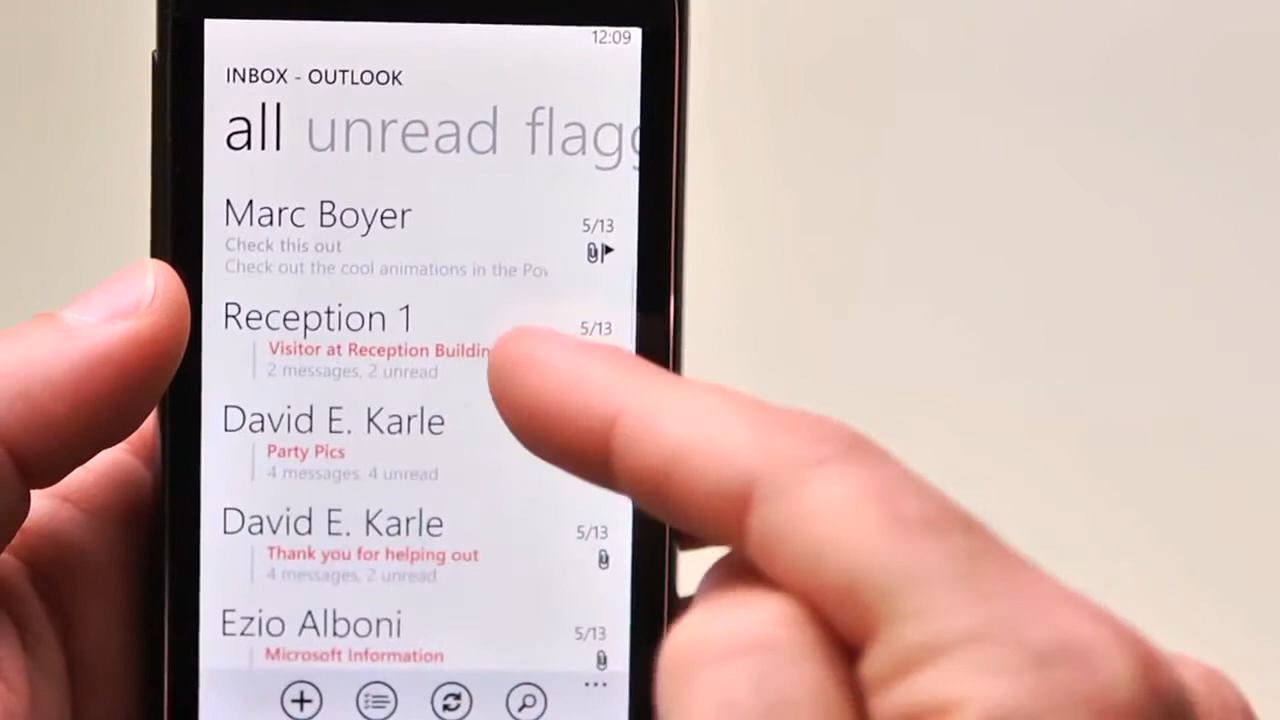 12:09
INBOX - OUTLOOK
all unread flagg
Marc Boyer
5/13
Check this out
Check out the cool animations in the Pow
Reception 1
5/13
Visitor at Reception Buildin
2 messages, 2 unread
David E. Karle
Party Pics
4 messages, 4 unread
David E. Karle
5/13
Thank you for helping out
4 messages, 2 unread
Ezio Alboni
5/13
Microsoft Information